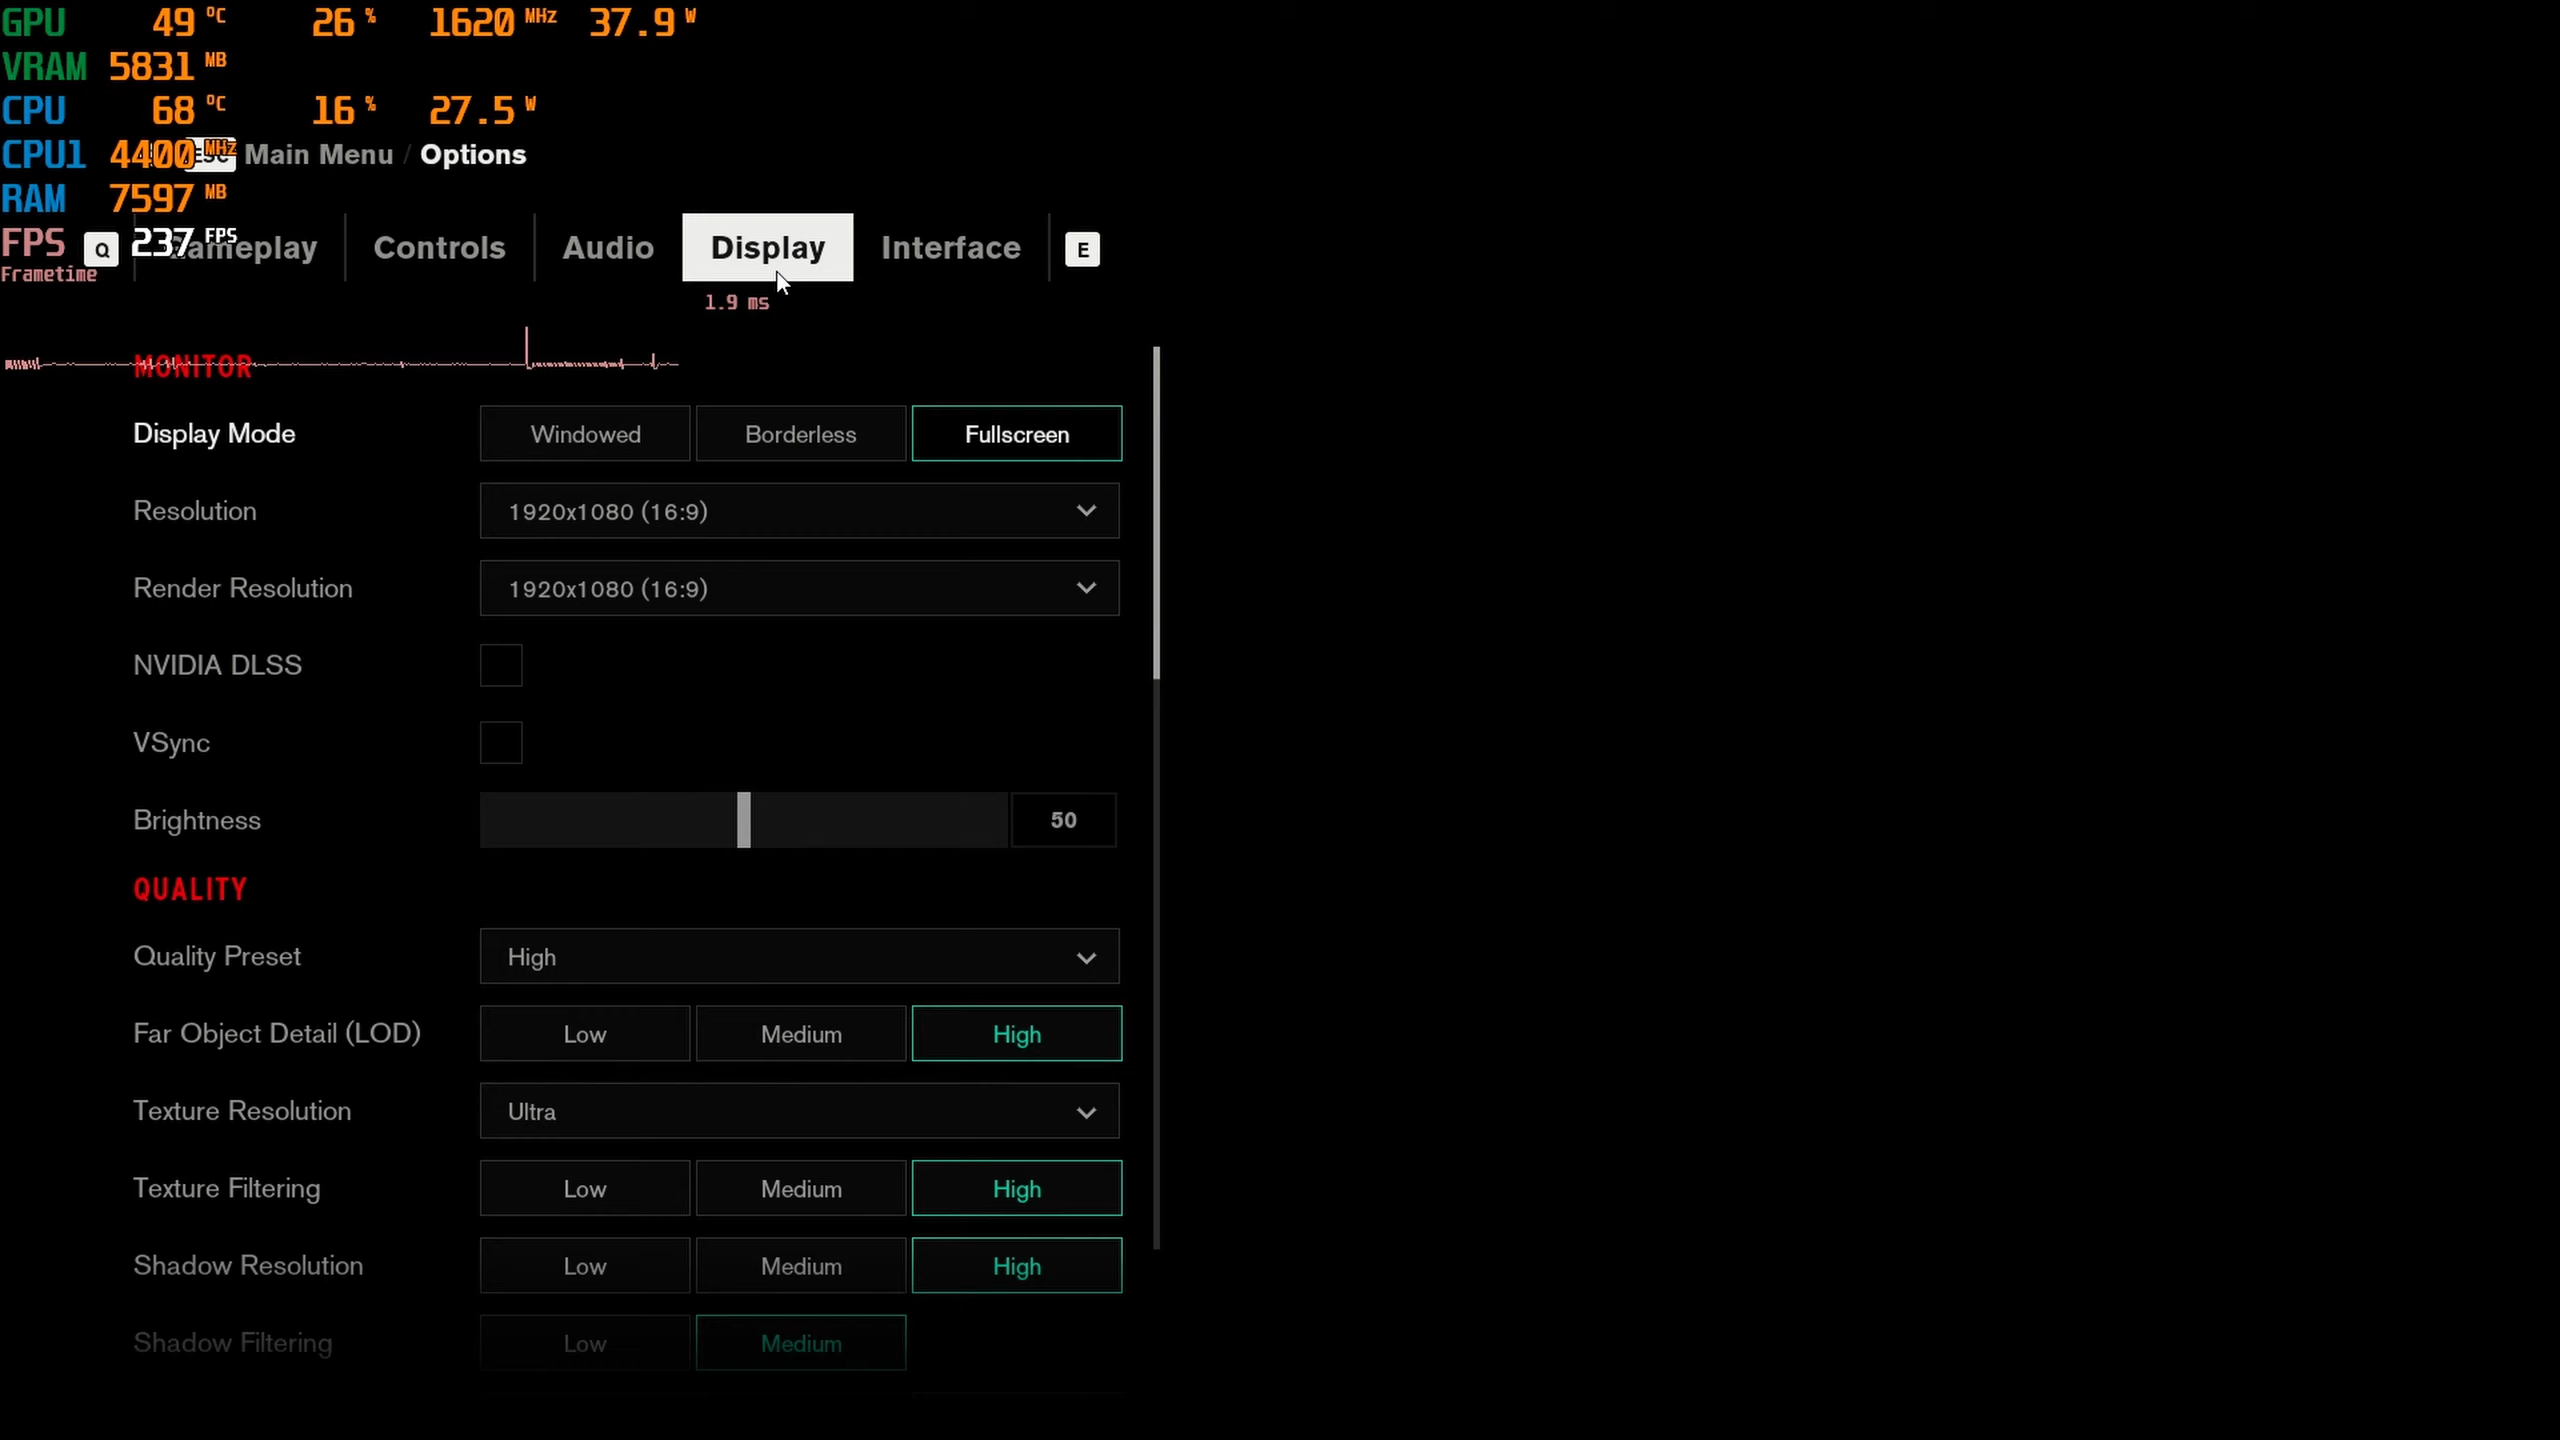 GPU 49 °C 26 % 1620 MHz 37.9 W
VRAM 5831 MB
CPU 68 °C 16 % 27.5 W
CPU1 4400 MHz ESC Main Menu / Options
RAM 7597 MB
FPS 237 FPS
Q Gameplay Controls Audio Display Interface E
Frametime
1.9 ms
MONITOR
Display Mode Windowed Borderless Fullscreen
Resolution 1920x1080 (16:9)
Render Resolution 1920x1080 (16:9)
NVIDIA DLSS
VSync
Brightness 50
QUALITY
Quality Preset High
Far Object Detail (LOD) Low Medium High
Texture Resolution Ultra
Texture Filtering Low Medium High
Shadow Resolution Low Medium High
Shadow Filtering Low Medium